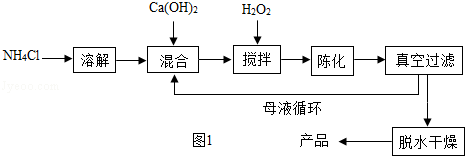 Ca(OH)₂ H₂O₂
NH4Cl 溶解 混合 搅拌 陈化 真空过滤
母液循环
图1 产品 脱水干燥